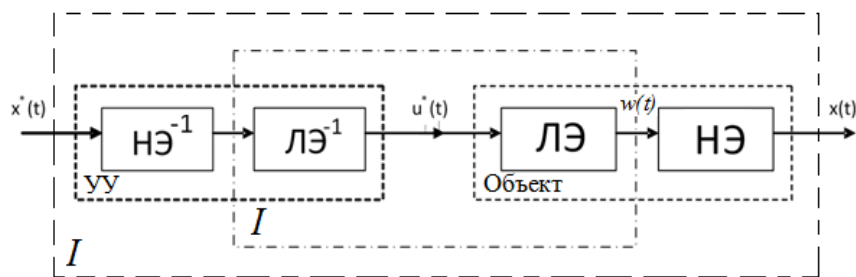 x*(t)
НЭ⁻¹
ЛЭ⁻¹
u*(t)
ЛЭ
w(t)
НЭ
x(t)
УУ
Объект
I
I